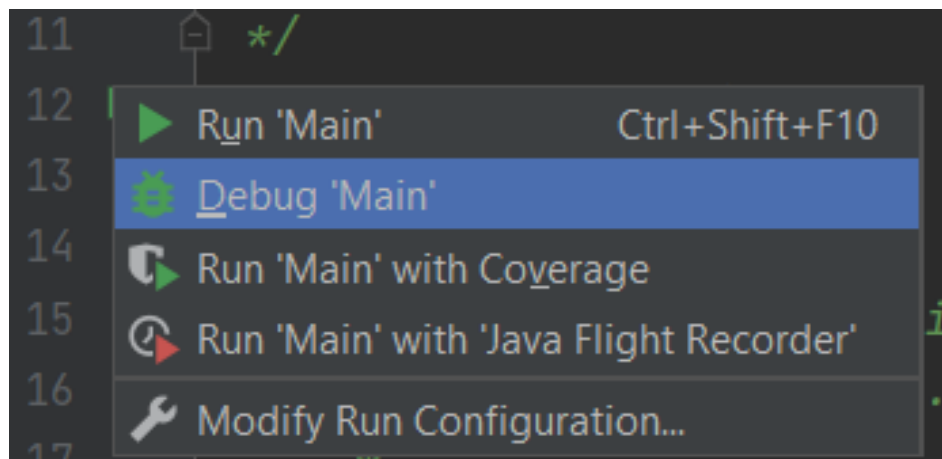 11 */
12
Run 'Main' Ctrl+Shift+F10
13
Debug 'Main'
14
Run 'Main' with Coverage
15
Run 'Main' with 'Java Flight Recorder'
16
Modify Run Configuration...
17